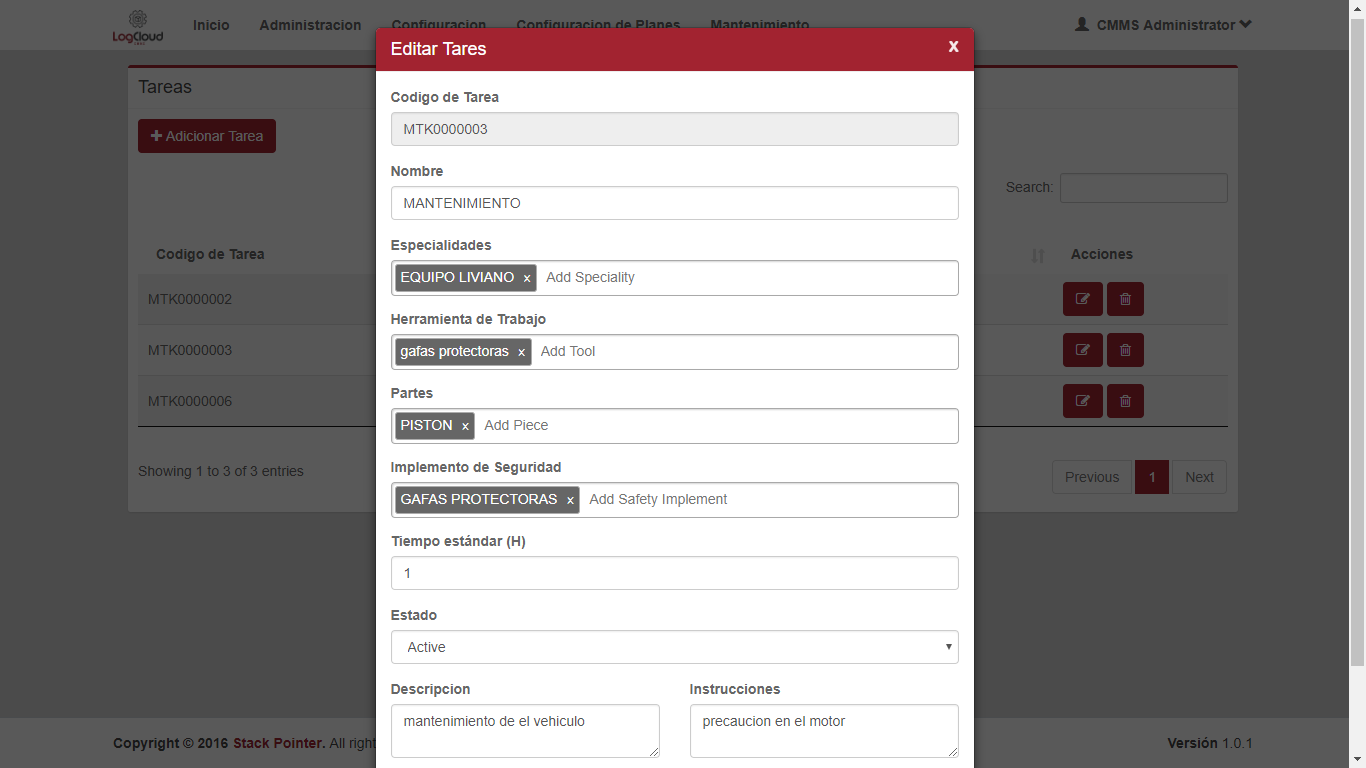 LogCloud
Inicio Administracion Configuracion Configuracion de Planes Mantenimiento CMMS Administrator
Editar Tares x
Tareas
Adicionar Tarea
Search:
Codigo de Tarea Acciones
MTK0000002
MTK0000003
MTK0000006
Showing 1 to 3 of 3 entries
Previous 1 Next
Codigo de Tarea
MTK0000003
Nombre
MANTENIMIENTO
Especialidades
EQUIPO LIVIANO x Add Speciality
Herramienta de Trabajo
gafas protectoras x Add Tool
Partes
PISTON x Add Piece
Implemento de Seguridad
GAFAS PROTECTORAS x Add Safety Implement
Tiempo estándar (H)
1
Estado
Active
Descripcion Instrucciones
mantenimiento de el vehiculo precaucion en el motor
Copyright © 2016 Stack Pointer. All right Versión 1.0.1